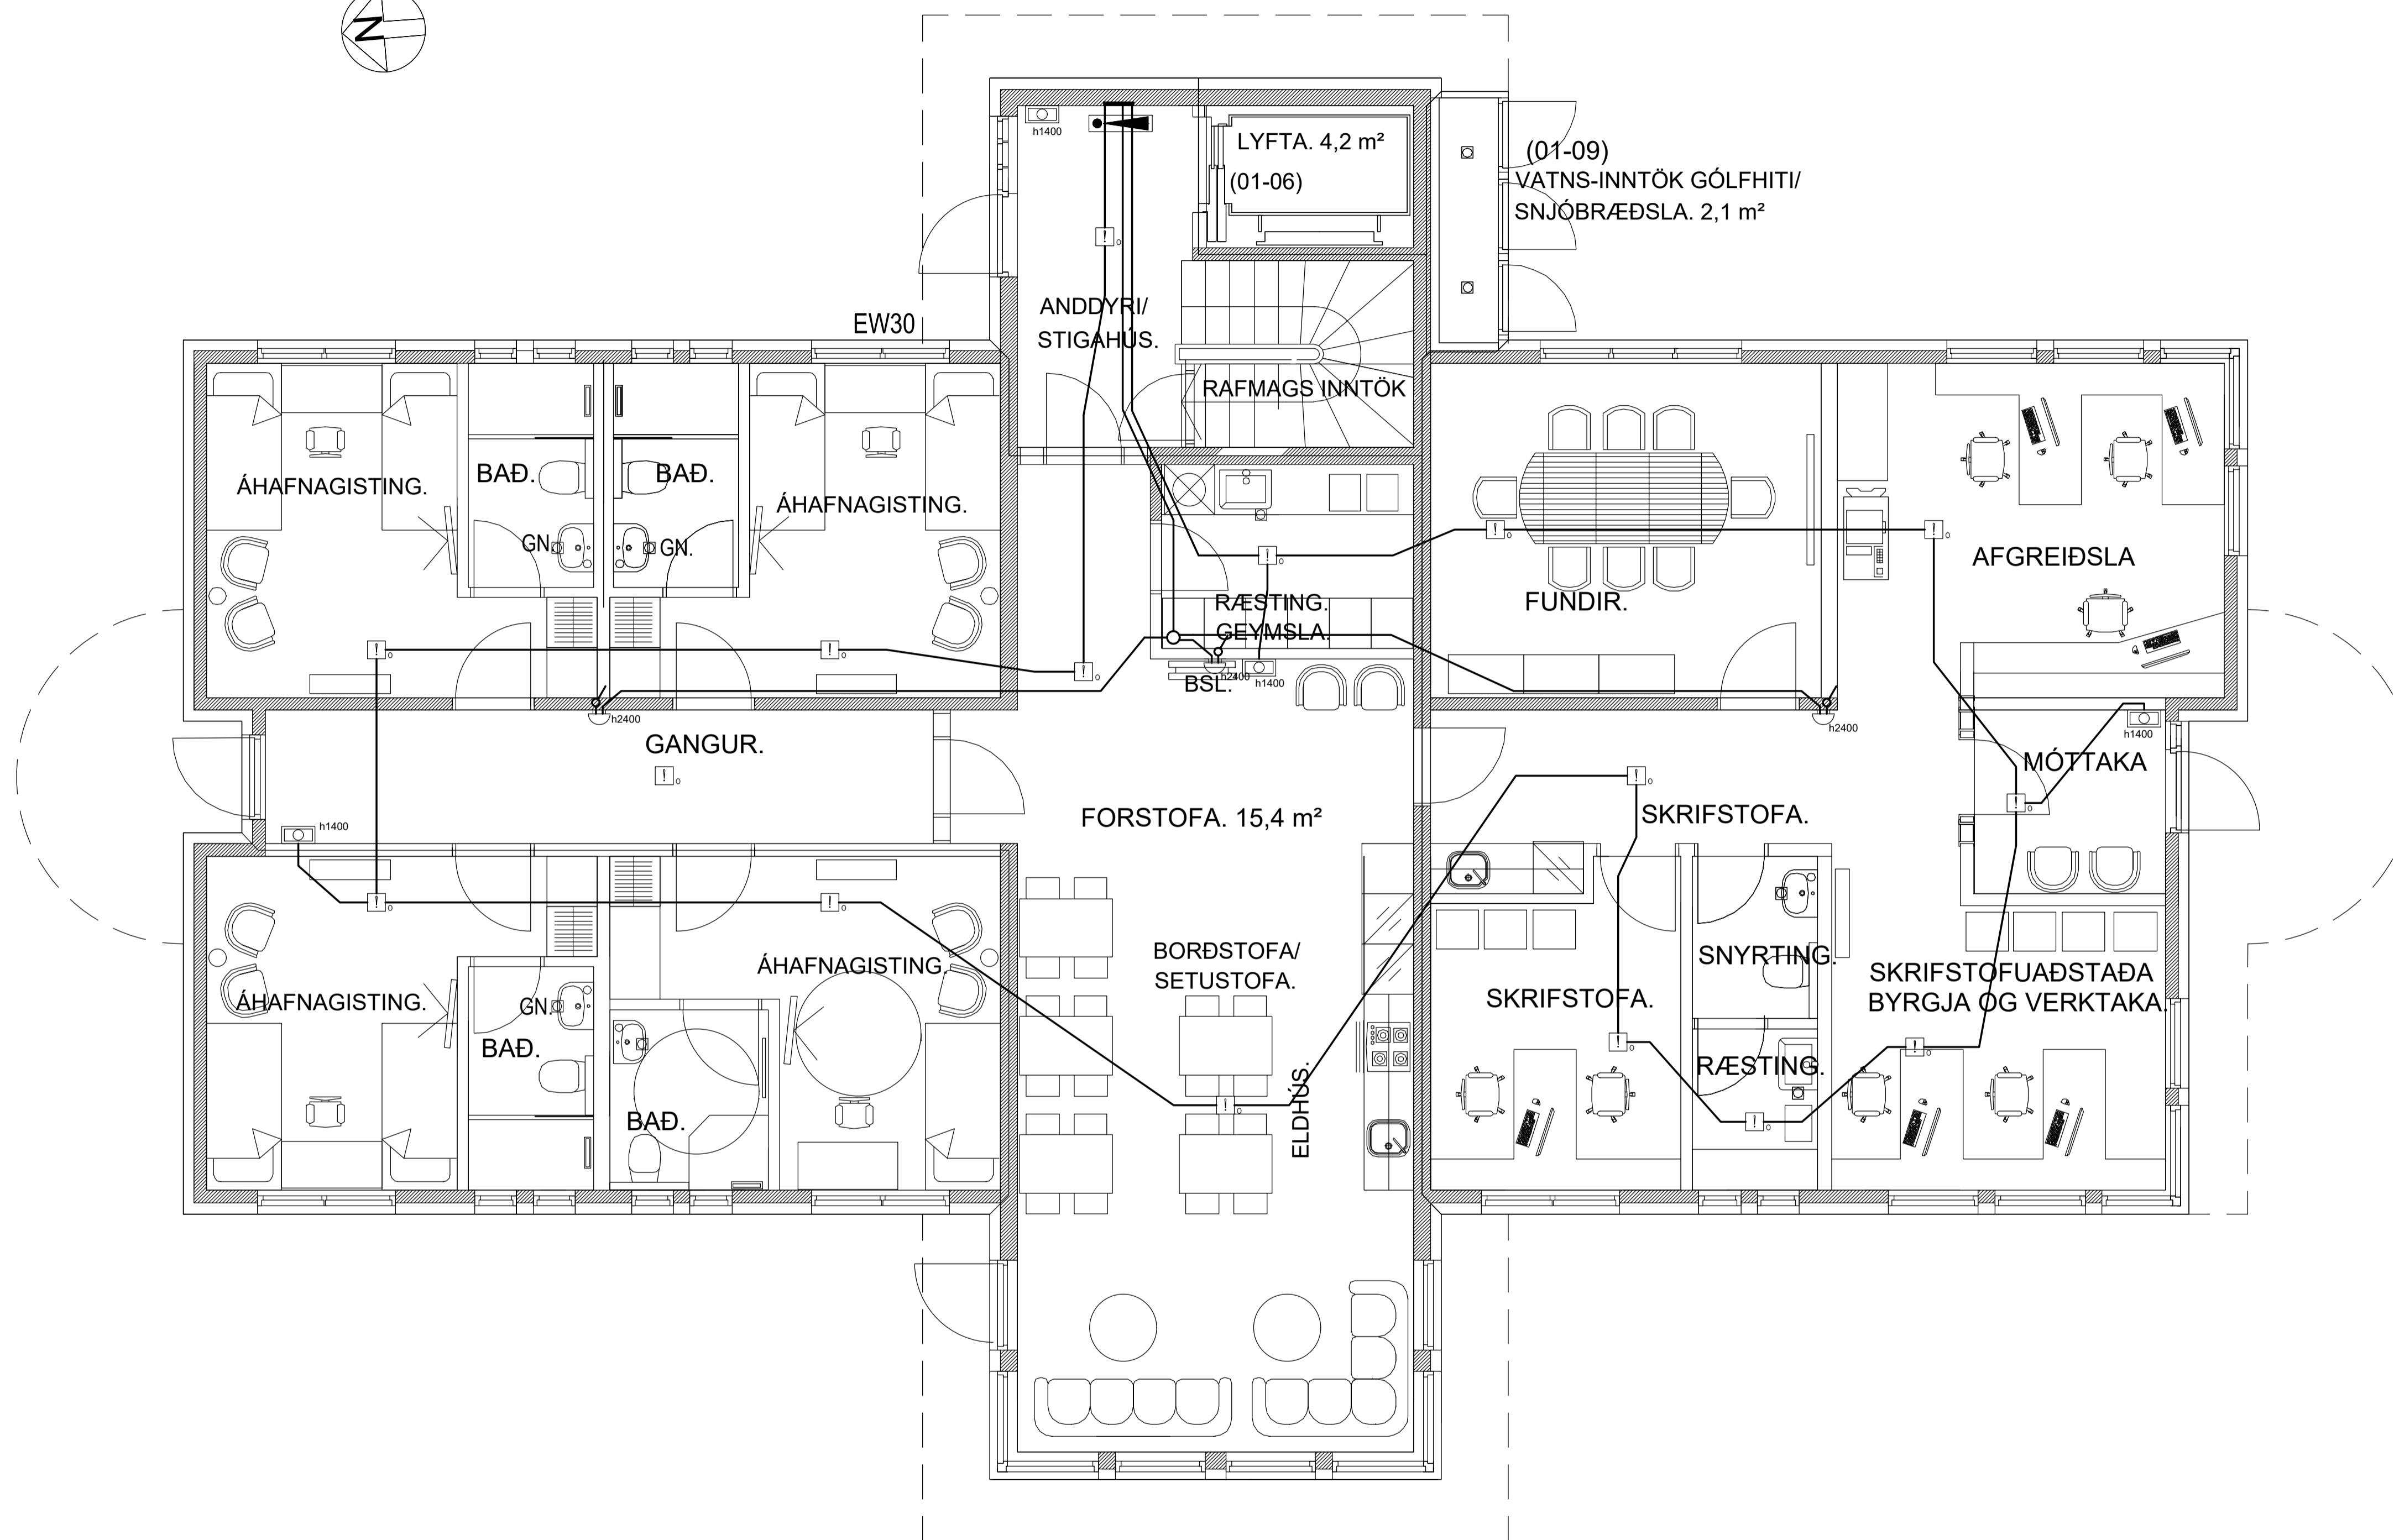 N
h1400
LYFTA. 4,2 m²
(01-06)
(01-09)
VATNS-INNTÖK GÓLFHITI/
SNJÓBRÆÐSLA. 2,1 m²
EW30
ANDDYRI/
STIGAHÚS.
RAFMAGS INNTÖK
ÁHAFNAGISTING.
BAÐ.
BAÐ.
ÁHAFNAGISTING.
GN.
GN.
RÆSTING.
GEYMSLA.
FUNDIR.
AFGREIÐSLA
BSL.
h2400
h1400
h2400
h2400
h1400
GANGUR.
MÓTTAKA
h1400
FORSTOFA. 15,4 m²
SKRIFSTOFA.
BORÐSTOFA/
SETUSTOFA.
ÁHAFNAGISTING.
ÁHAFNAGISTING.
GN.
BAÐ.
BAÐ.
ELDHÚS.
SKRIFSTOFA.
SNYRTING.
RÆSTING.
SKRIFSTOFUAÐSTAÐA
BYRGJA OG VERKTAKA.